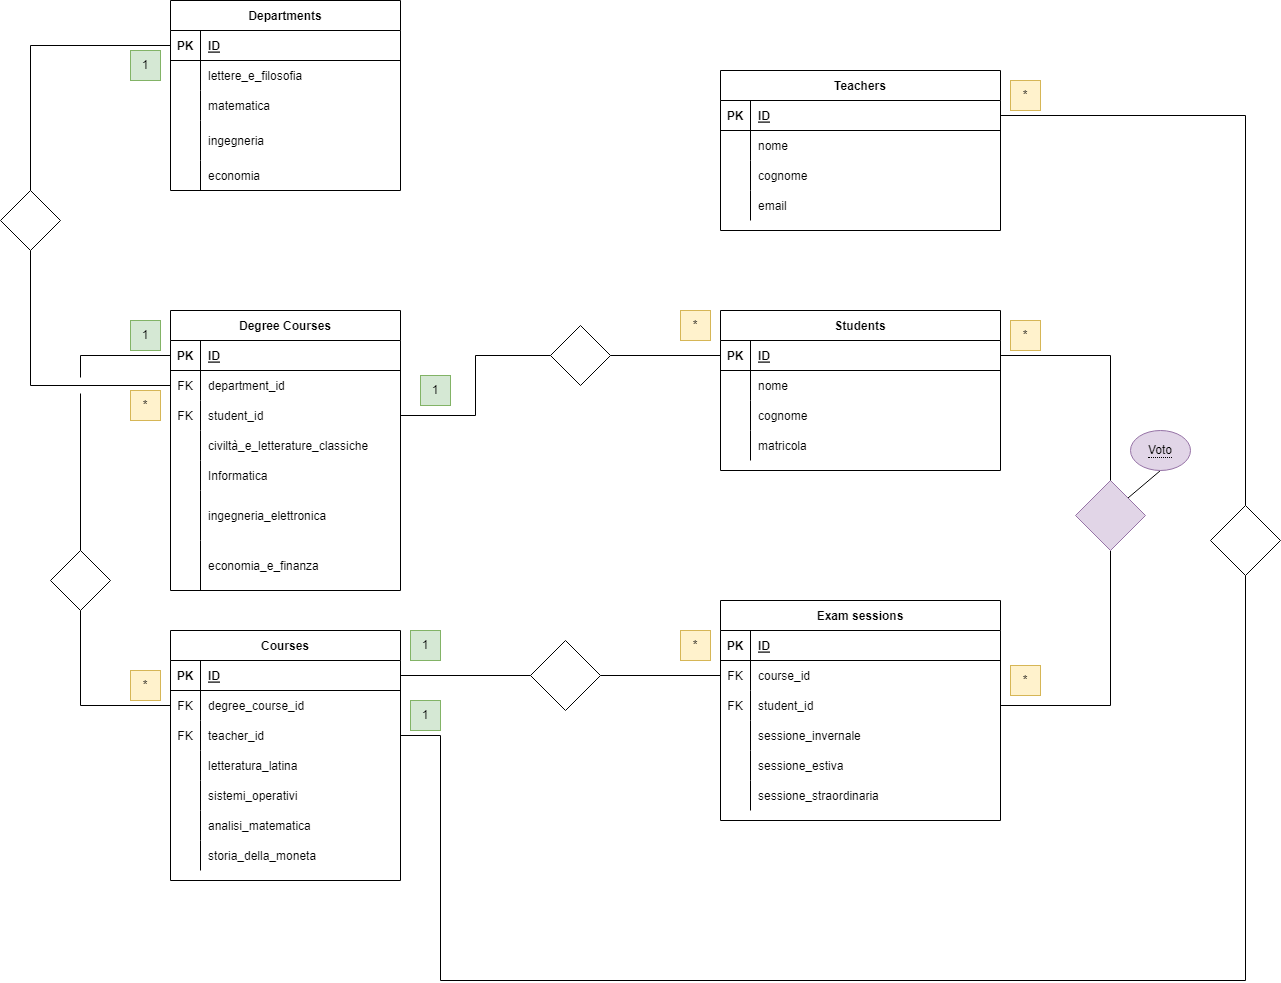 Departments
PK ID
1
lettere_e_filosofia
matematica
ingegneria
economia
*
Teachers
PK ID
nome
cognome
email
1
Degree Courses
PK ID
FK department_id
*
FK student_id
civiltà_e_letterature_classiche
Informatica
ingegneria_elettronica
economia_e_finanza
1
*
Students
*
PK ID
nome
cognome
matricola
Voto
Courses
1
PK ID
*
FK degree_course_id
1
FK teacher_id
letteratura_latina
sistemi_operativi
analisi_matematica
storia_della_moneta
Exam sessions
*
PK ID
FK course_id
*
FK student_id
sessione_invernale
sessione_estiva
sessione_straordinaria